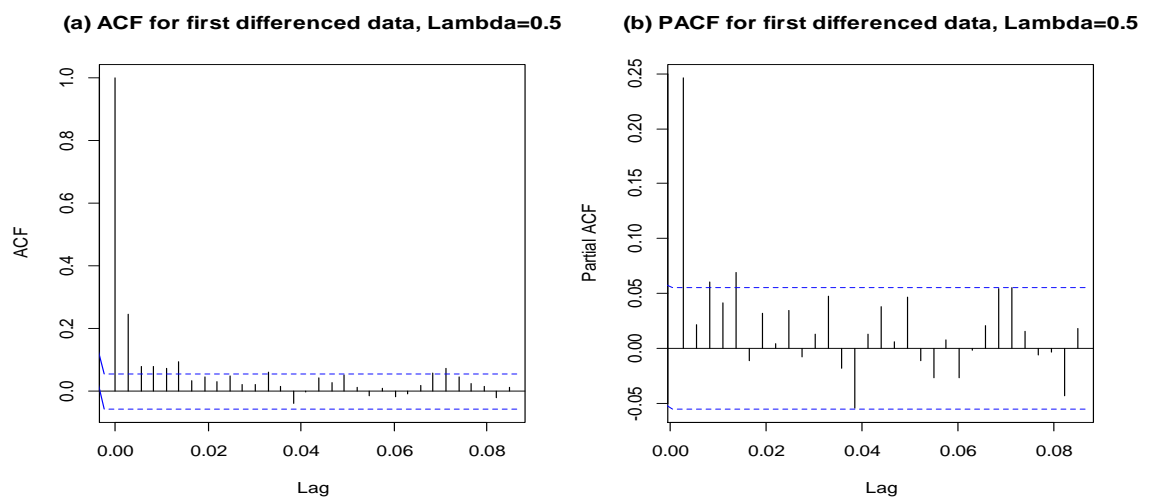 (a) ACF for first differenced data, Lambda=0.5
ACF
1.0
0.8
0.6
0.4
0.2
0.0
0.00 0.02 0.04 0.06 0.08
Lag
(b) PACF for first differenced data, Lambda=0.5
Partial ACF
0.25
0.20
0.15
0.10
0.05
0.00
-0.05
0.00 0.02 0.04 0.06 0.08
Lag